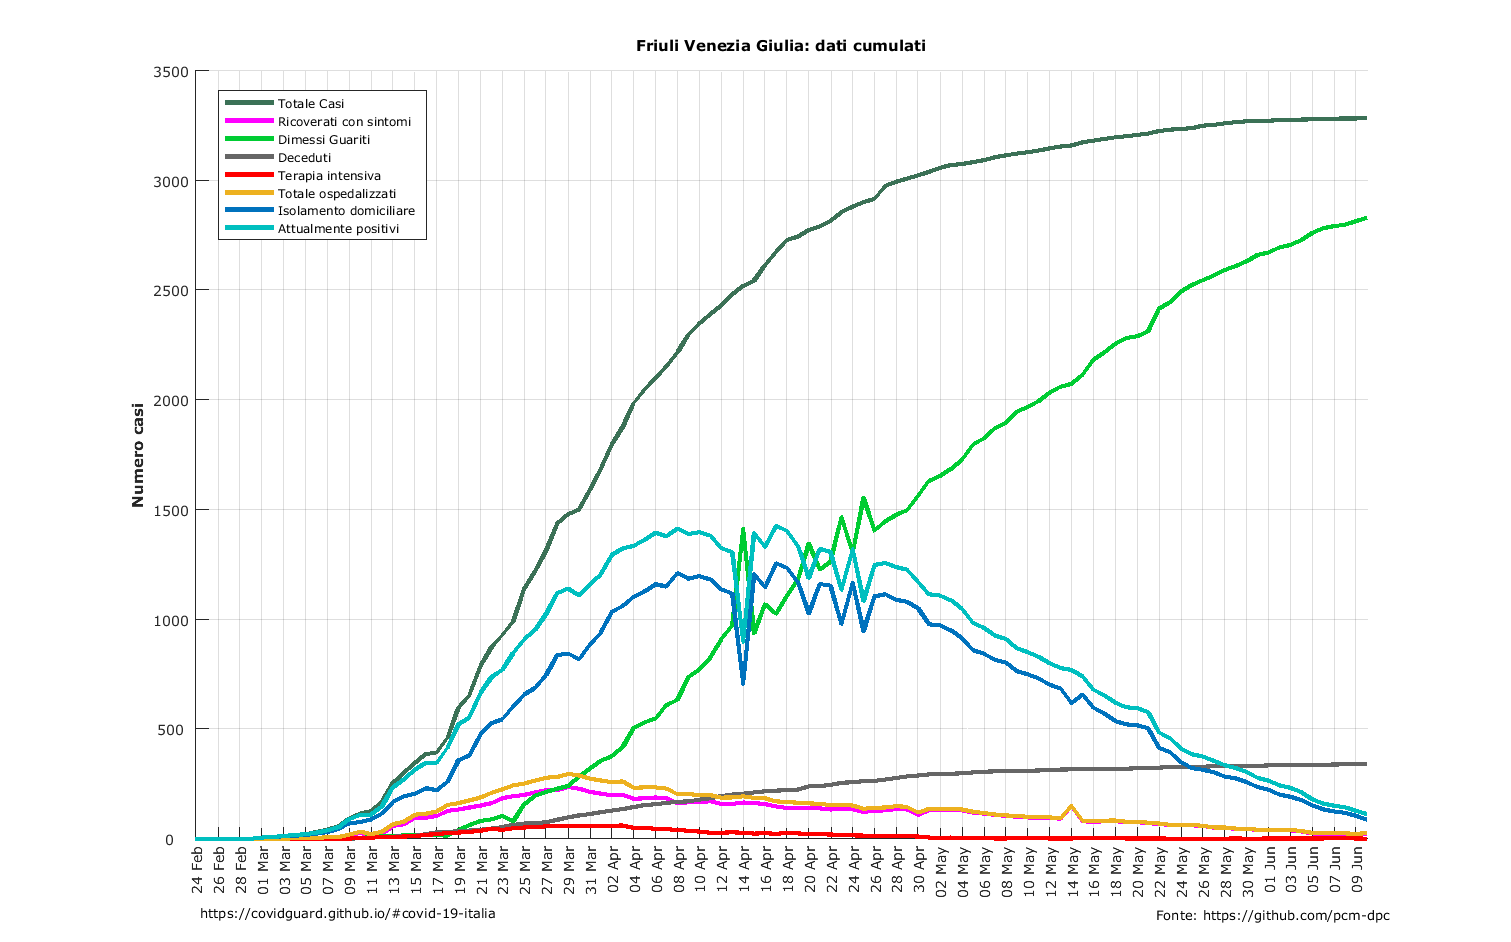 Friuli Venezia Giulia: dati cumulati
3500
3000
2500
2000
1500
1000
500
0
Numero casi
Totale Casi
Ricoverati con sintomi
Dimessi Guariti
Deceduti
Terapia intensiva
Totale ospedalizzati
Isolamento domiciliare
Attualmente positivi
24 Feb
26 Feb
28 Feb
01 Mar
03 Mar
05 Mar
07 Mar
09 Mar
11 Mar
13 Mar
15 Mar
17 Mar
19 Mar
21 Mar
23 Mar
25 Mar
27 Mar
29 Mar
31 Mar
02 Apr
04 Apr
06 Apr
08 Apr
10 Apr
12 Apr
14 Apr
16 Apr
18 Apr
20 Apr
22 Apr
24 Apr
26 Apr
28 Apr
30 Apr
02 May
04 May
06 May
08 May
10 May
12 May
14 May
16 May
18 May
20 May
22 May
24 May
26 May
28 May
30 May
01 Jun
03 Jun
05 Jun
07 Jun
09 Jun
https://covidguard.github.io/#covid-19-italia
Fonte: https://github.com/pcm-dpc